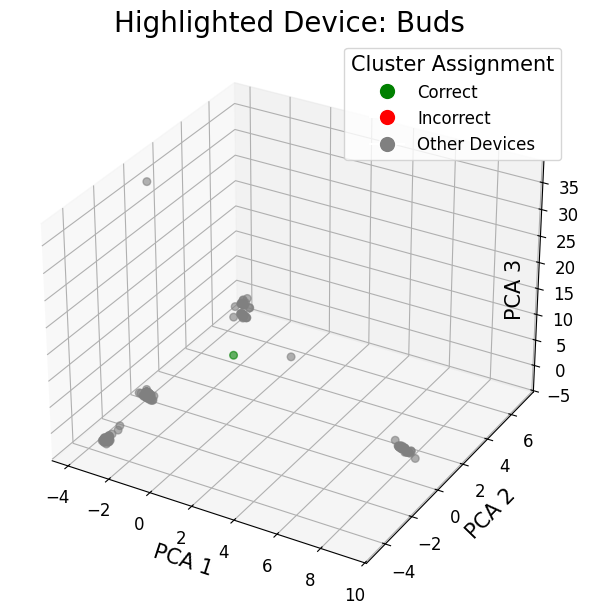 Highlighted Device: Buds
Cluster Assignment
Correct
Incorrect
Other Devices
35
30
25
20
15
10
5
0
−5
PCA 3
6
4
2
0
−2
−4
PCA 2
−4
−2
0
2
4
6
8
10
PCA 1